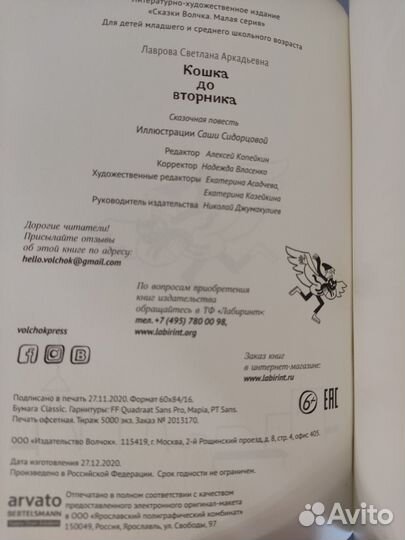 Литературно-художественное издание
«Сказки Волчка. Малая серия»
Для детей младшего и среднего школьного возраста
Лаврова Светлана Аркадьевна
Кошка
до
вторника
Сказочная повесть
Иллюстрации Саши Сидорцовой
Редактор Алексей Копейкин
Корректор Надежда Власенко
Художественные редакторы Екатерина Асадчева,
Екатерина Козейкина
Руководитель издательства Николай Джумакулиев
Дорогие читатели!
Присылайте отзывы
об этой книге по адресу:
hello.volchok@gmail.com
По вопросам приобретения
книг издательства
обращайтесь в ТФ «Лабиринт»:
тел. +7 (495) 780 00 98,
www.labirint.org
volchokpress
Заказ книг
в интернет-магазине:
www.labirint.ru
f B
6+ EAC
Подписано в печать 27.11.2020. Формат 60x84/16.
Бумага Classic. Гарнитуры: FF Quadraat Sans Pro, Mapia, PT Sans.
Печать офсетная. Тираж 5000 экз. Заказ № 2013170.
ООО «Издательство Волчок». 115419, г. Москва, 2-й Рощинский проезд, д. 8, стр. 4, офис 405.
Дата изготовления 27.12.2020.
Произведено в Российской Федерации. Срок годности не ограничен.
arvato
BERTELSMANN
Отпечатано в полном соответствии с качеством
предоставленного электронного оригинал-макета
в ООО «Ярославский полиграфический комбинат»
150049, Россия, Ярославль, ул. Свободы, 97
Avito